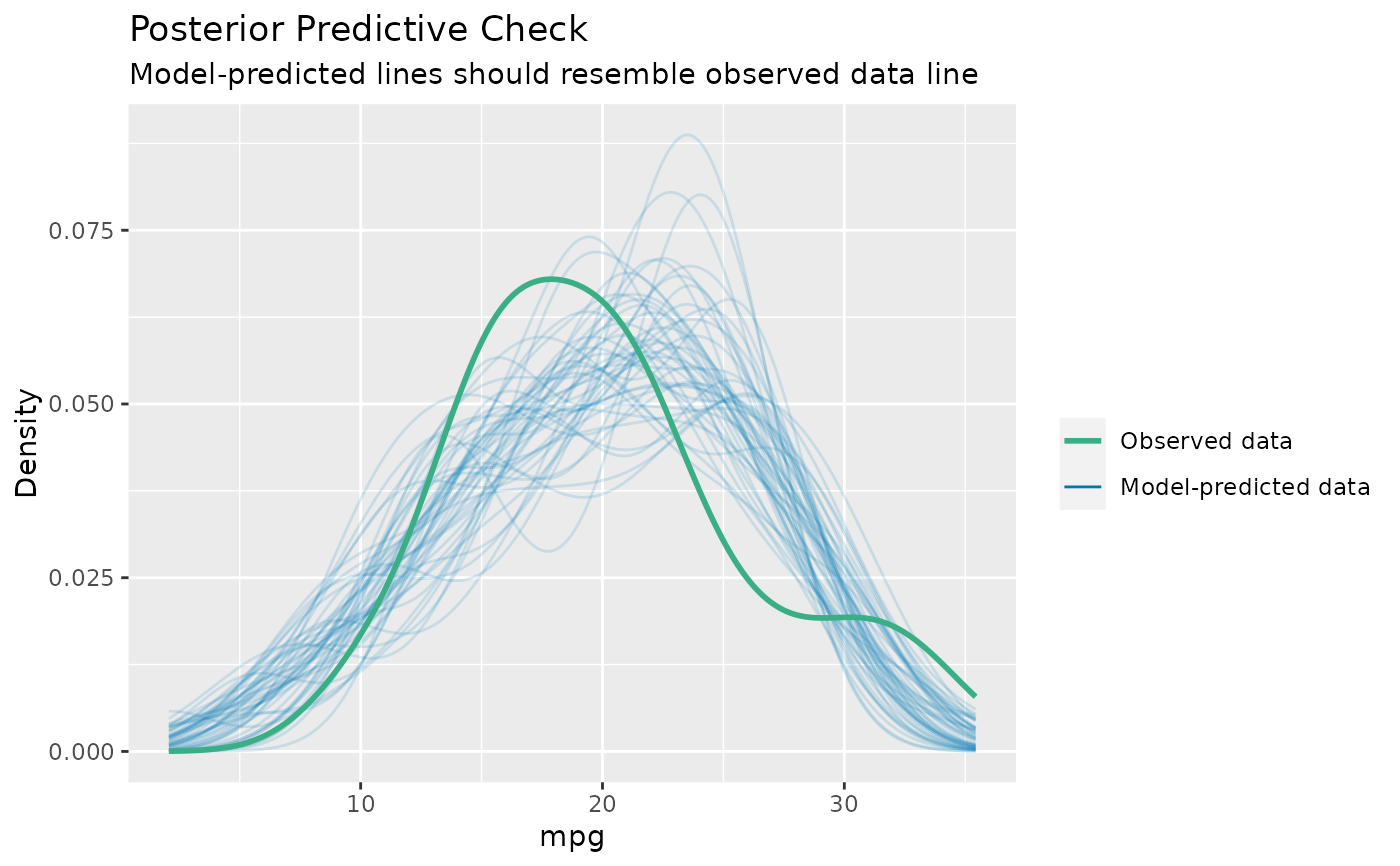 Posterior Predictive Check
Model-predicted lines should resemble observed data line
Density
0.075
0.050
0.025
0.000
10 20 30
mpg
Observed data
Model-predicted data